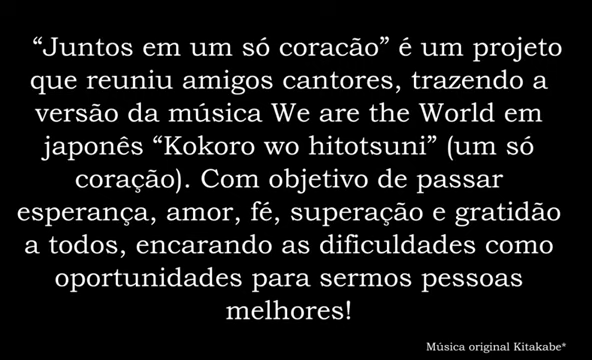 “Juntos em um só coracão” é um projeto
que reuniu amigos cantores, trazendo a
versão da música We are the World em
japonês “Kokoro wo hitotsuni” (um só
coração). Com objetivo de passar
esperança, amor, fé, superação e gratidão
a todos, encarando as dificuldades como
oportunidades para sermos pessoas
melhores!
Música original Kitakabe*